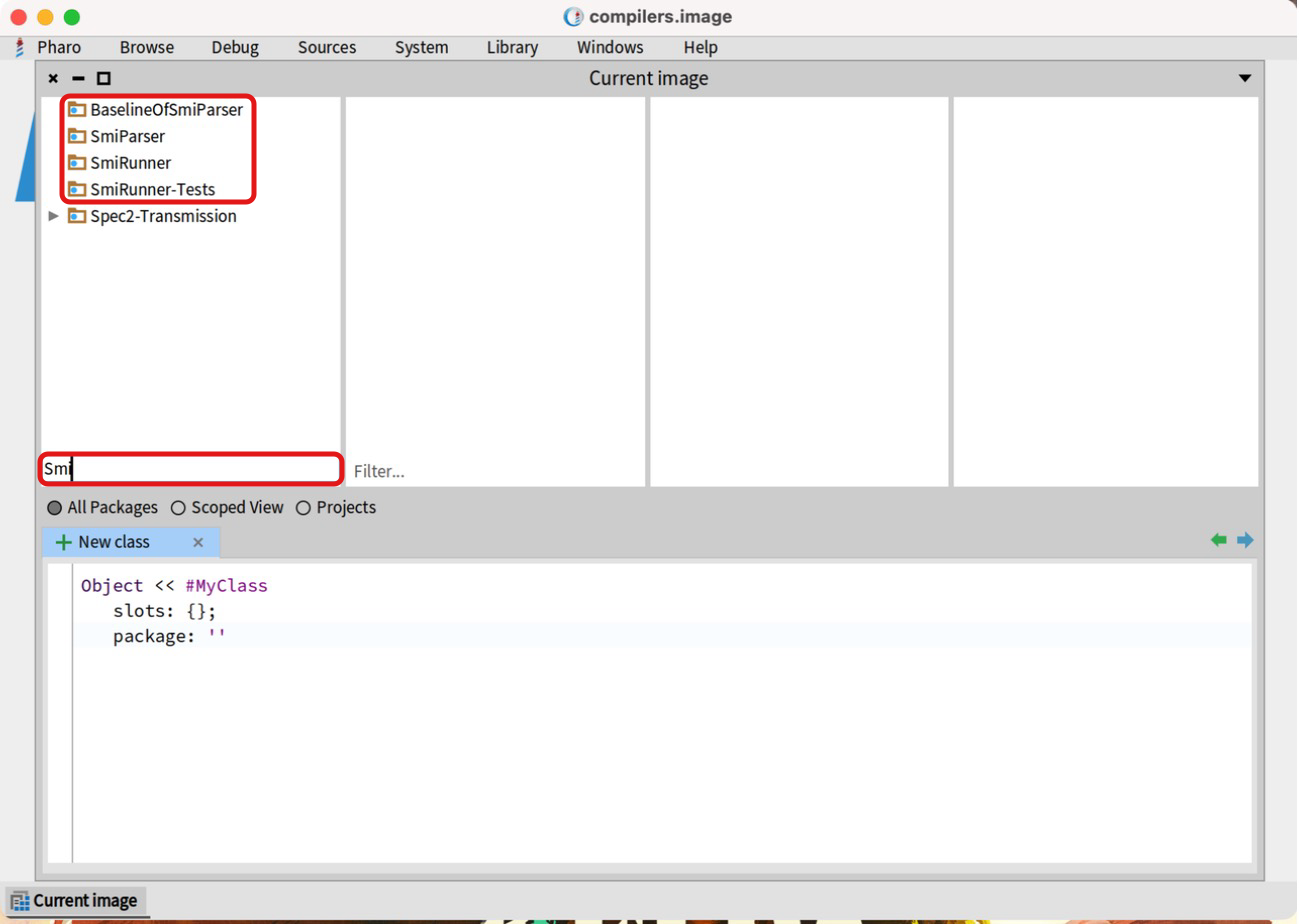 compilers.image
Pharo Browse Debug Sources System Library Windows Help
Current image
BaselineOfSmiParser
SmiParser
SmiRunner
SmiRunner-Tests
Spec2-Transmission
Smi
Filter...
All Packages Scoped View Projects
New class
Object << #MyClass
slots: {};
package: ''
Current image